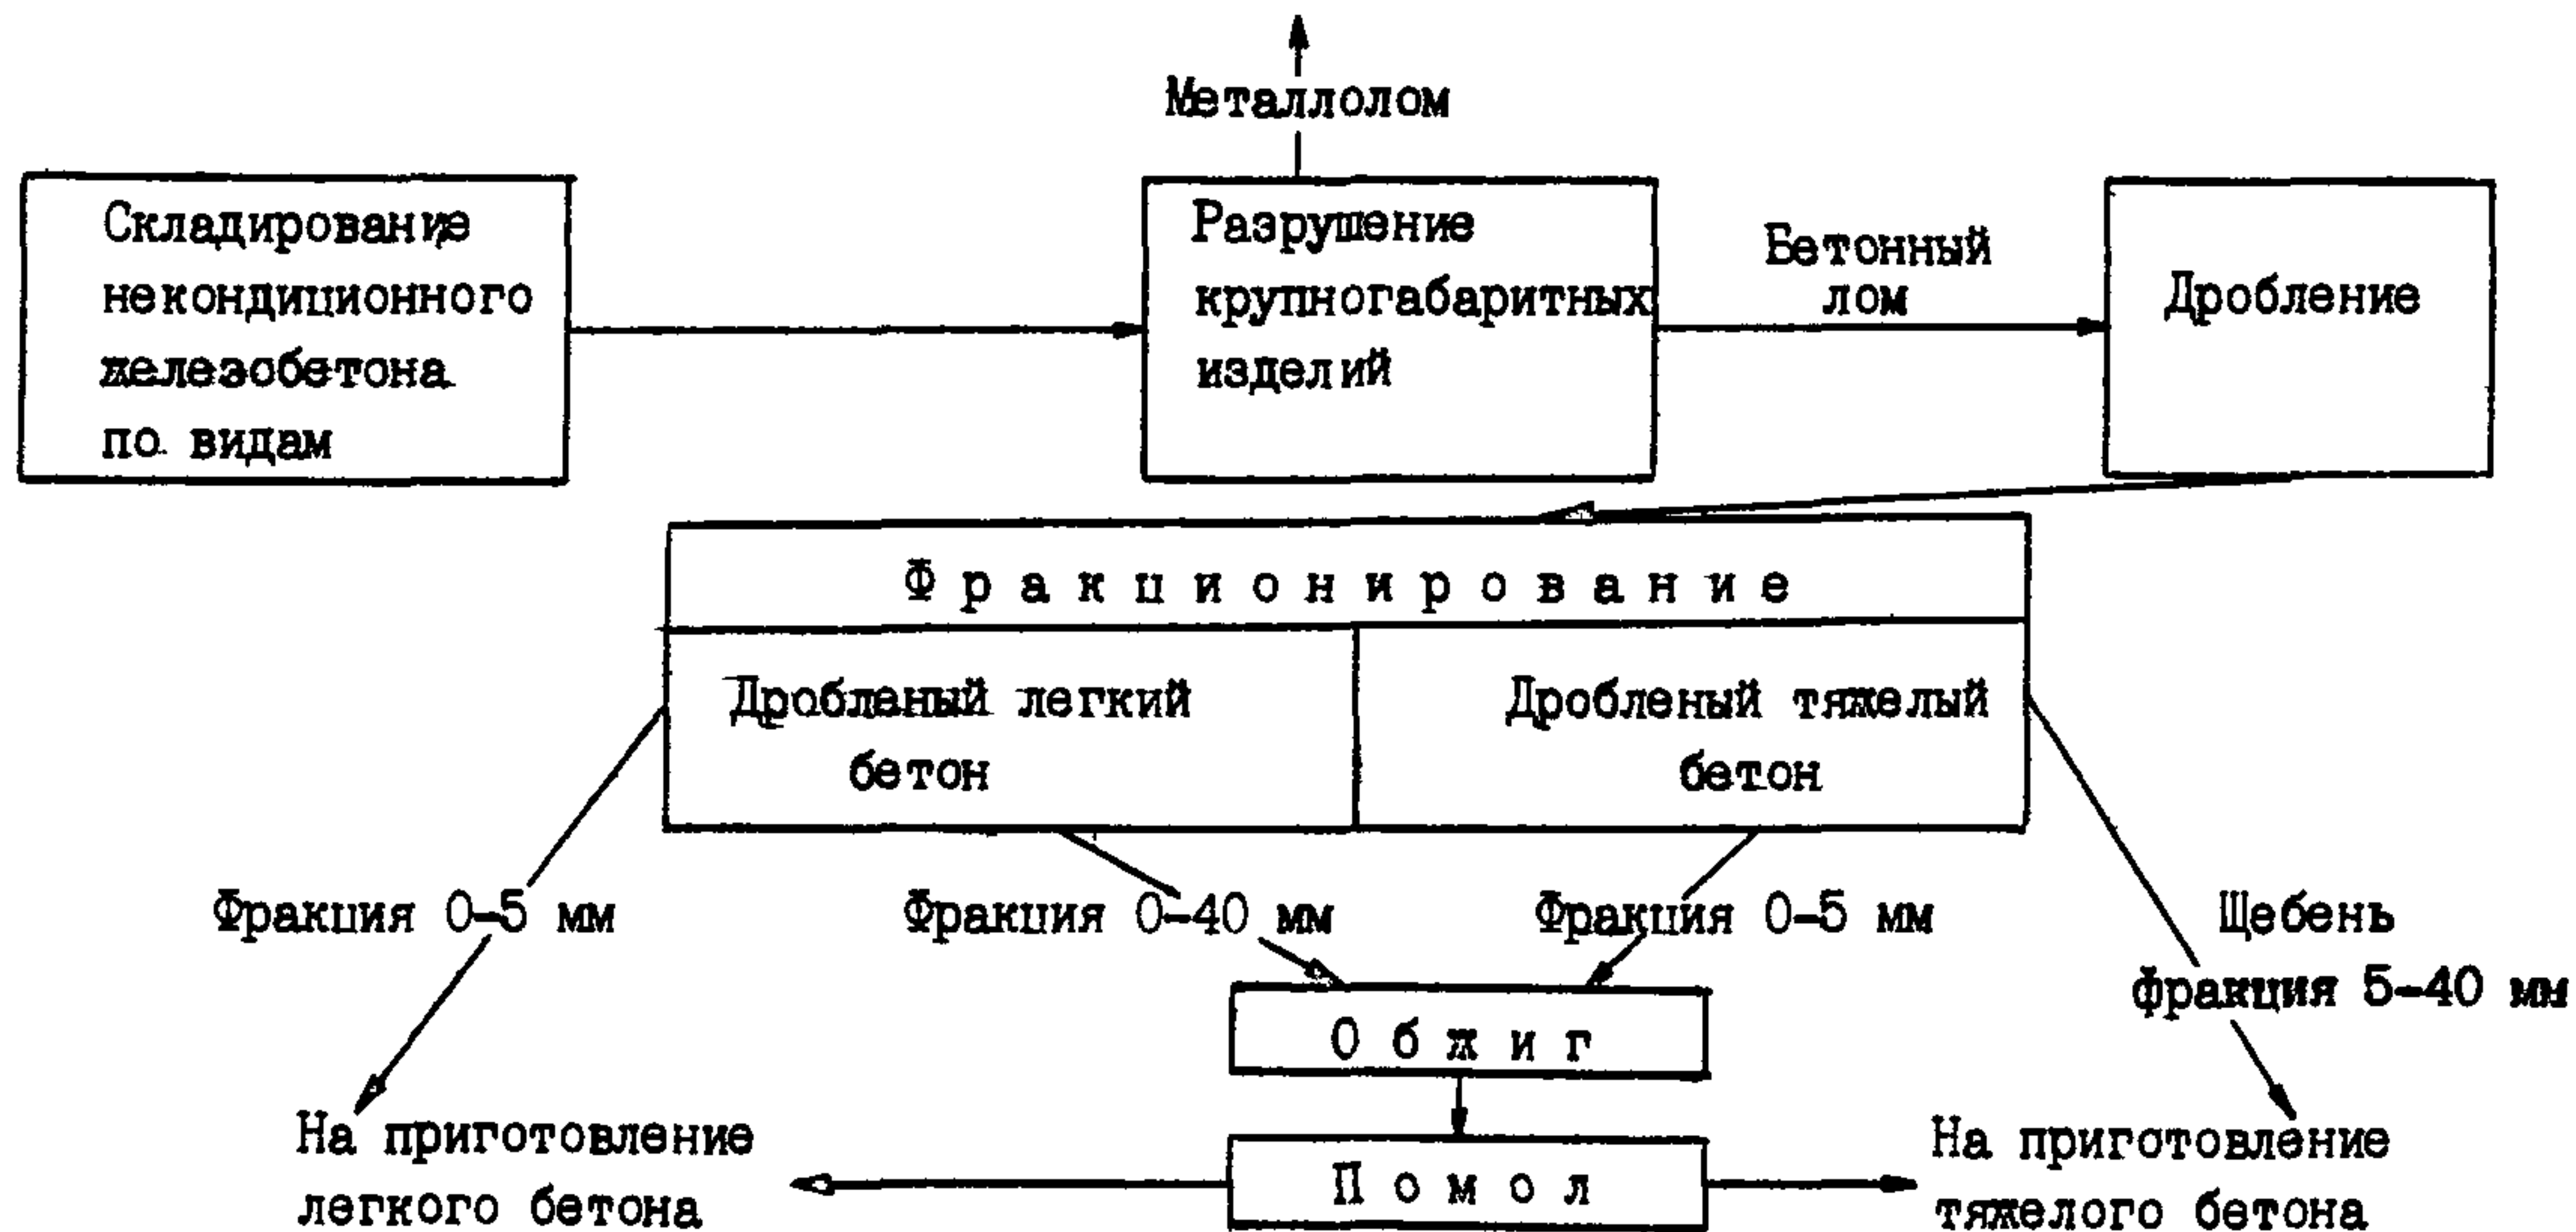 Металлолом
Складирование
некондиционного
железобетона
по видам
Разрушение
крупногабаритных
изделий
Бетонный
лом
Дробление
Фракционирование
Дробленый легкий
бетон
Дробленый тяжелый
бетон
Фракция 0-5 мм
Фракция 0-40 мм
Фракция 0-5 мм
Щебень
фракция 5-40 мм
Обжиг
Помол
На приготовление
легкого бетона
На приготовление
тяжелого бетона